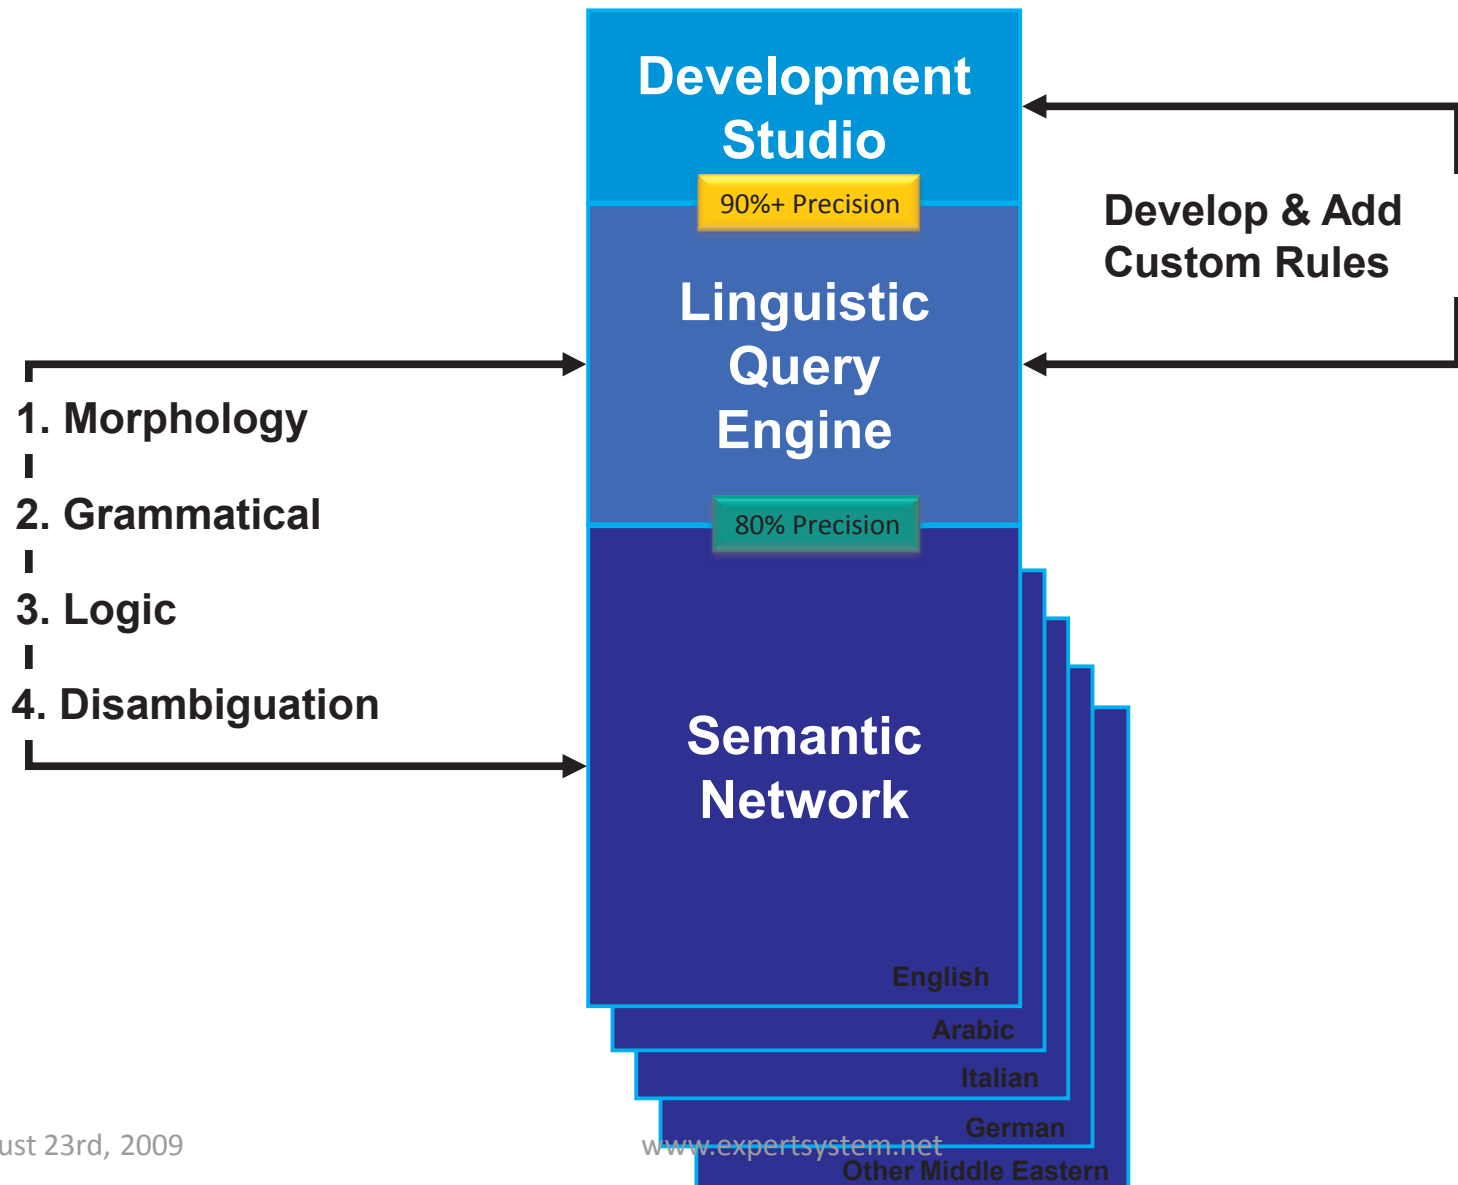 Development
Studio
90%+ Precision
Develop & Add
Custom Rules
Linguistic
Query
Engine
1. Morphology
2. Grammatical
3. Logic
4. Disambiguation
80% Precision
Semantic
Network
English
Arabic
Italian
German
Other Middle Eastern
ust 23rd, 2009
www.expertsystem.net